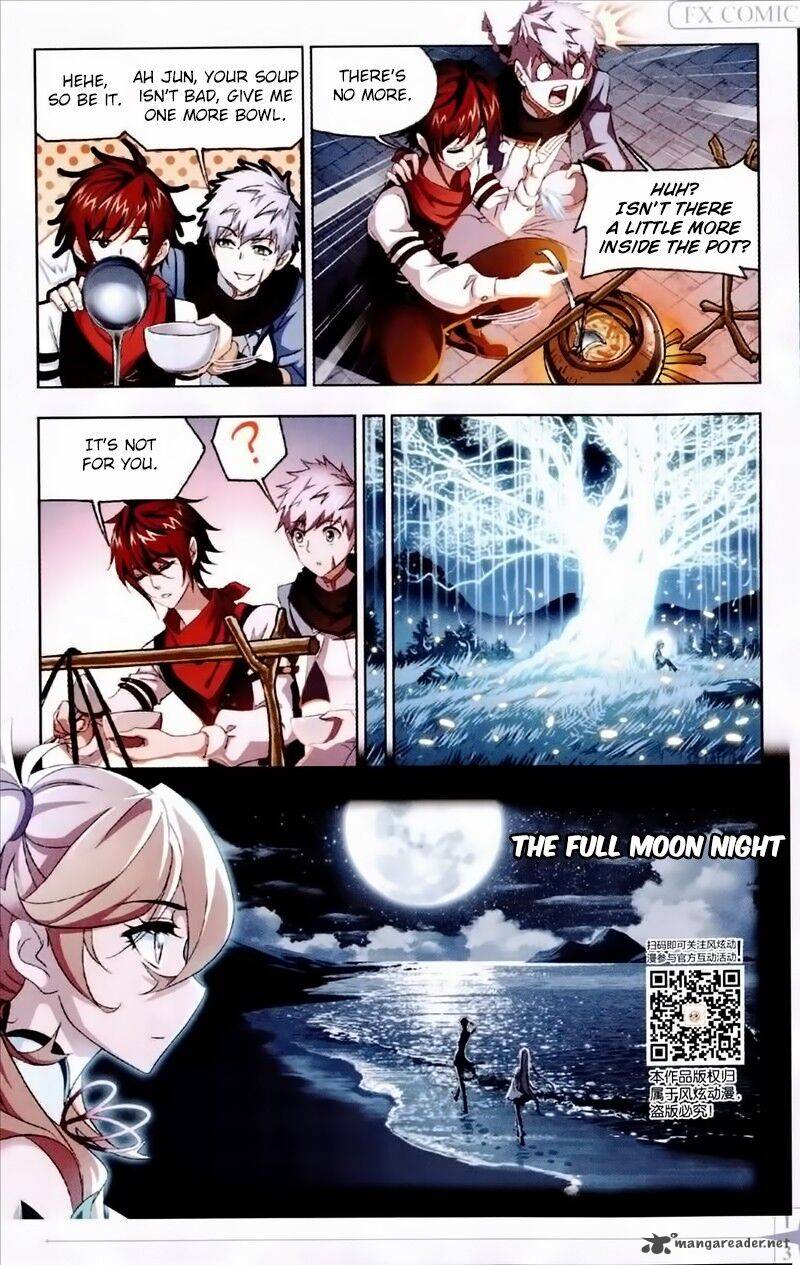 FX COMIC
HEHE,
SO BE IT.
AH JUN, YOUR SOUP
ISN'T BAD, GIVE ME
ONE MORE BOWL.
THERE'S
NO MORE.
HUH?
ISN'T THERE
A LITTLE MORE
INSIDE THE POT?
IT'S NOT
FOR YOU.
?
THE FULL MOON NIGHT
扫码即可关注风炫动
漫参与官方互动活动!
本作品版权归
属于风炫动漫，
盗版必究!
1
3
mangareader.net